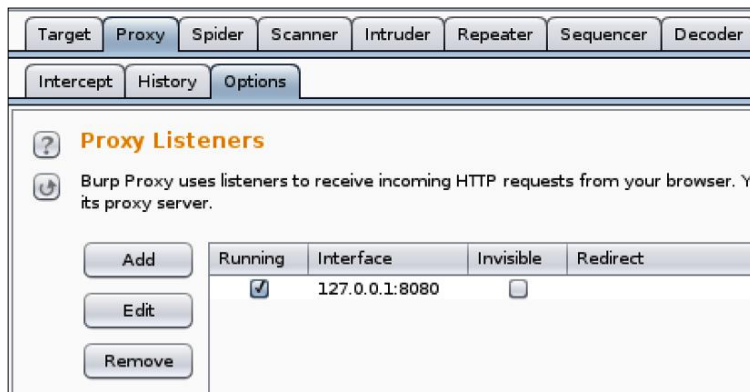 Target Proxy Spider Scanner Intruder Repeater Sequencer Decoder
Intercept History Options
? Proxy Listeners
Burp Proxy uses listeners to receive incoming HTTP requests from your browser. Y
its proxy server.
Add Running Interface Invisible Redirect
127.0.0.1:8080
Edit
Remove